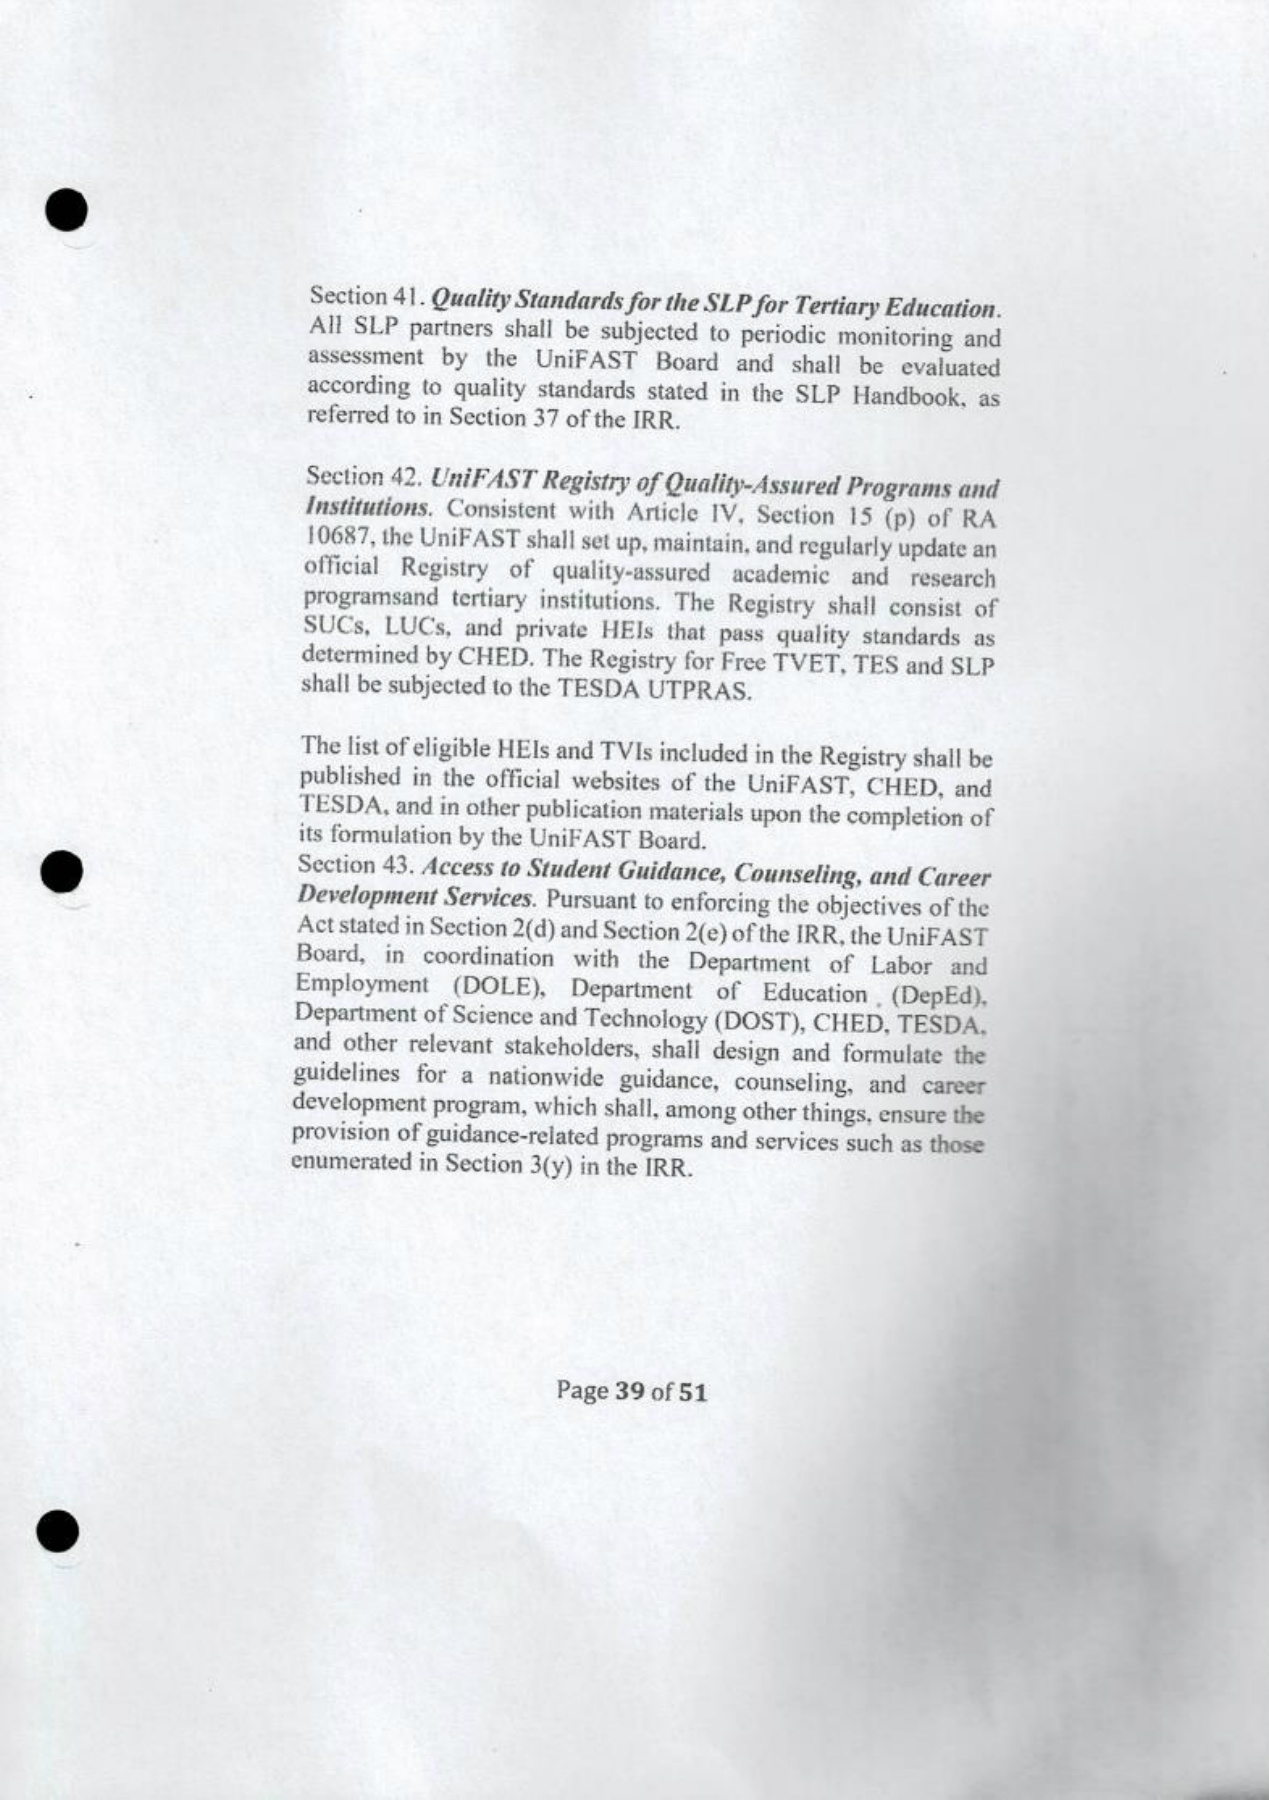 Section 41. Quality Standards for the SLP for Tertiary Education.
All SLP partners shall be subjected to periodic monitoring and
assessment by the UniFAST Board and shall be evaluated
according to quality standards stated in the SLP Handbook, as
referred to in Section 37 of the IRR.
Section 42. UniFAST Registry of Quality-Assured Programs and
Institutions. Consistent with Article IV, Section 15 (p) of RA
10687, the UniFAST shall set up, maintain, and regularly update an
official Registry of quality-assured academic and research
programsand tertiary institutions. The Registry shall consist of
SUCs, LUCs, and private HEIs that pass quality standards as
determined by CHED. The Registry for Free TVET, TES and SLP
shall be subjected to the TESDA UTPRAS.
The list of eligible HEIs and TVIs included in the Registry shall be
published in the official websites of the UniFAST, CHED, and
TESDA, and in other publication materials upon the completion of
its formulation by the UniFAST Board.
Section 43. Access to Student Guidance, Counseling, and Career
Development Services. Pursuant to enforcing the objectives of the
Act stated in Section 2(d) and Section 2(e) of the IRR, the UniFAST
Board, in coordination with the Department of Labor and
Employment (DOLE), Department of Education (DepEd),
Department of Science and Technology (DOST), CHED, TESDA,
and other relevant stakeholders, shall design and formulate the
guidelines for a nationwide guidance, counseling, and career
development program, which shall, among other things, ensure the
provision of guidance-related programs and services such as those
enumerated in Section 3(y) in the IRR.
Page 39 of 51